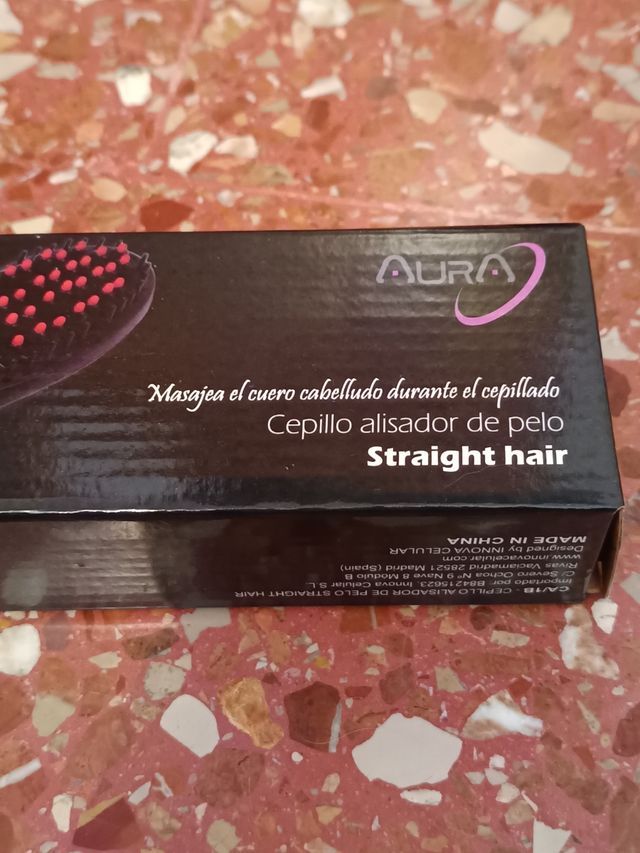 AURA
Masajea el cuero cabelludo durante el cepillado
Cepillo alisador de pelo
Straight hair
CA/1B - CEPILLO ALISADOR DE PELO STRAIGHT HAIR
Importado por: B84215623, Innova Celular S.L.
C/ Severo Ochoa Nº 9 Nave 8 Modulo B
Rivas Vaciamadrid 28521 Madrid (Spain)
www.innovacelular.com
Designed by INNOVA CELULAR
MADE IN CHINA